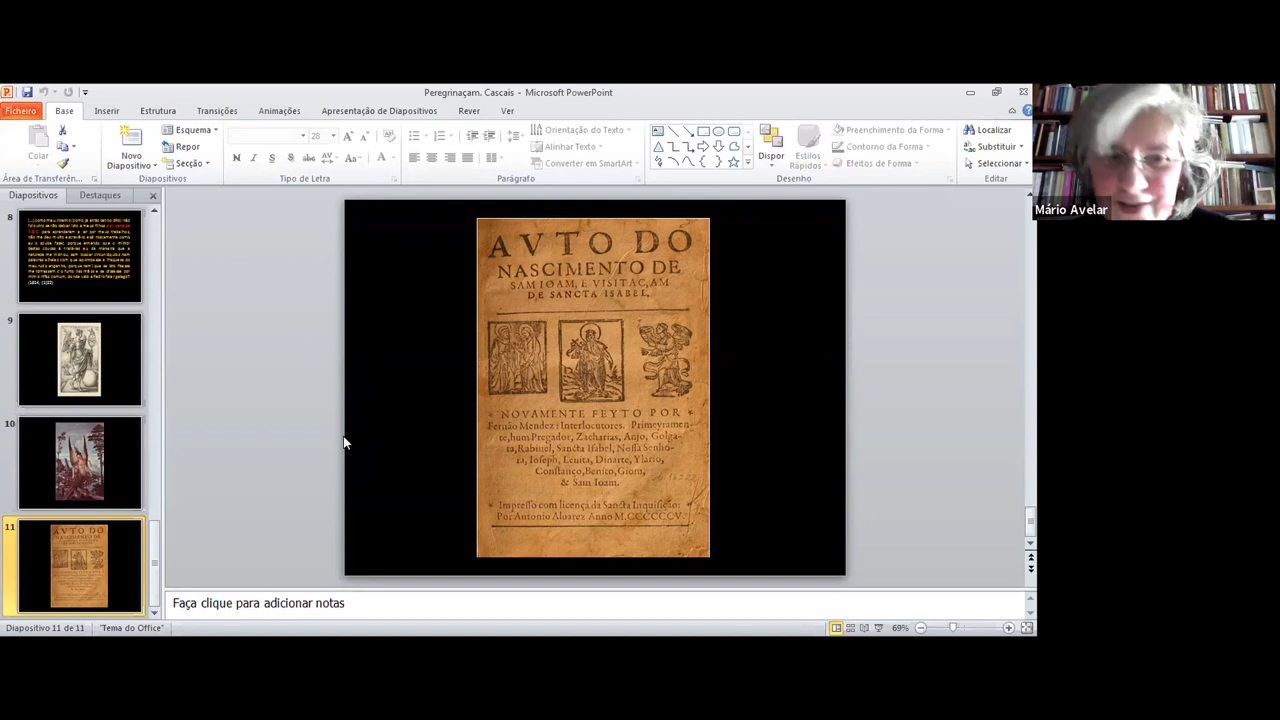 Peregrinaçam. Cascais - Microsoft PowerPoint
Ficheiro Base Inserir Estrutura Transições Animações Apresentação de Diapositivos Rever Ver
Colar
Área de Transferên...
Novo Diapositivo
Esquema
Repor
Secção
Diapositivos
28
Tipo de Letra
Parágrafo
Orientação do Texto
Alinhar Texto
Converter em SmartArt
Dispor
Estilos Rápidos
Preenchimento da Forma
Contorno da Forma
Efeitos de Forma
Desenho
Localizar
Substituir
Seleccionar
Editar
Mário Avelar
Diapositivos Destaques
8
9
10
11
AVTO DO
NASCIMENTO DE
SAM IOAM, E VISITAC,AM
DE SANCTA ISABEL.
NOVAMENTE FEYTO POR
Fernão Mendez: Interlocutores. Primeyramen-
te, hum Pregador, Zacharias, Anjo, Golga-
ta, Rabinel, Sancta Isabel, Nossa Senho-
ra, Ioseph, Leuita, Dinarte, Ylario,
Constanço, Benito, Gions,
& Sam Ioam.
Impresso com licença da Sancta Inquisição:
Por Antonio Aluarez Anno M.CCCCCCV.
Faça clique para adicionar notas
Diapositivo 11 de 11 "Tema do Office" 69%